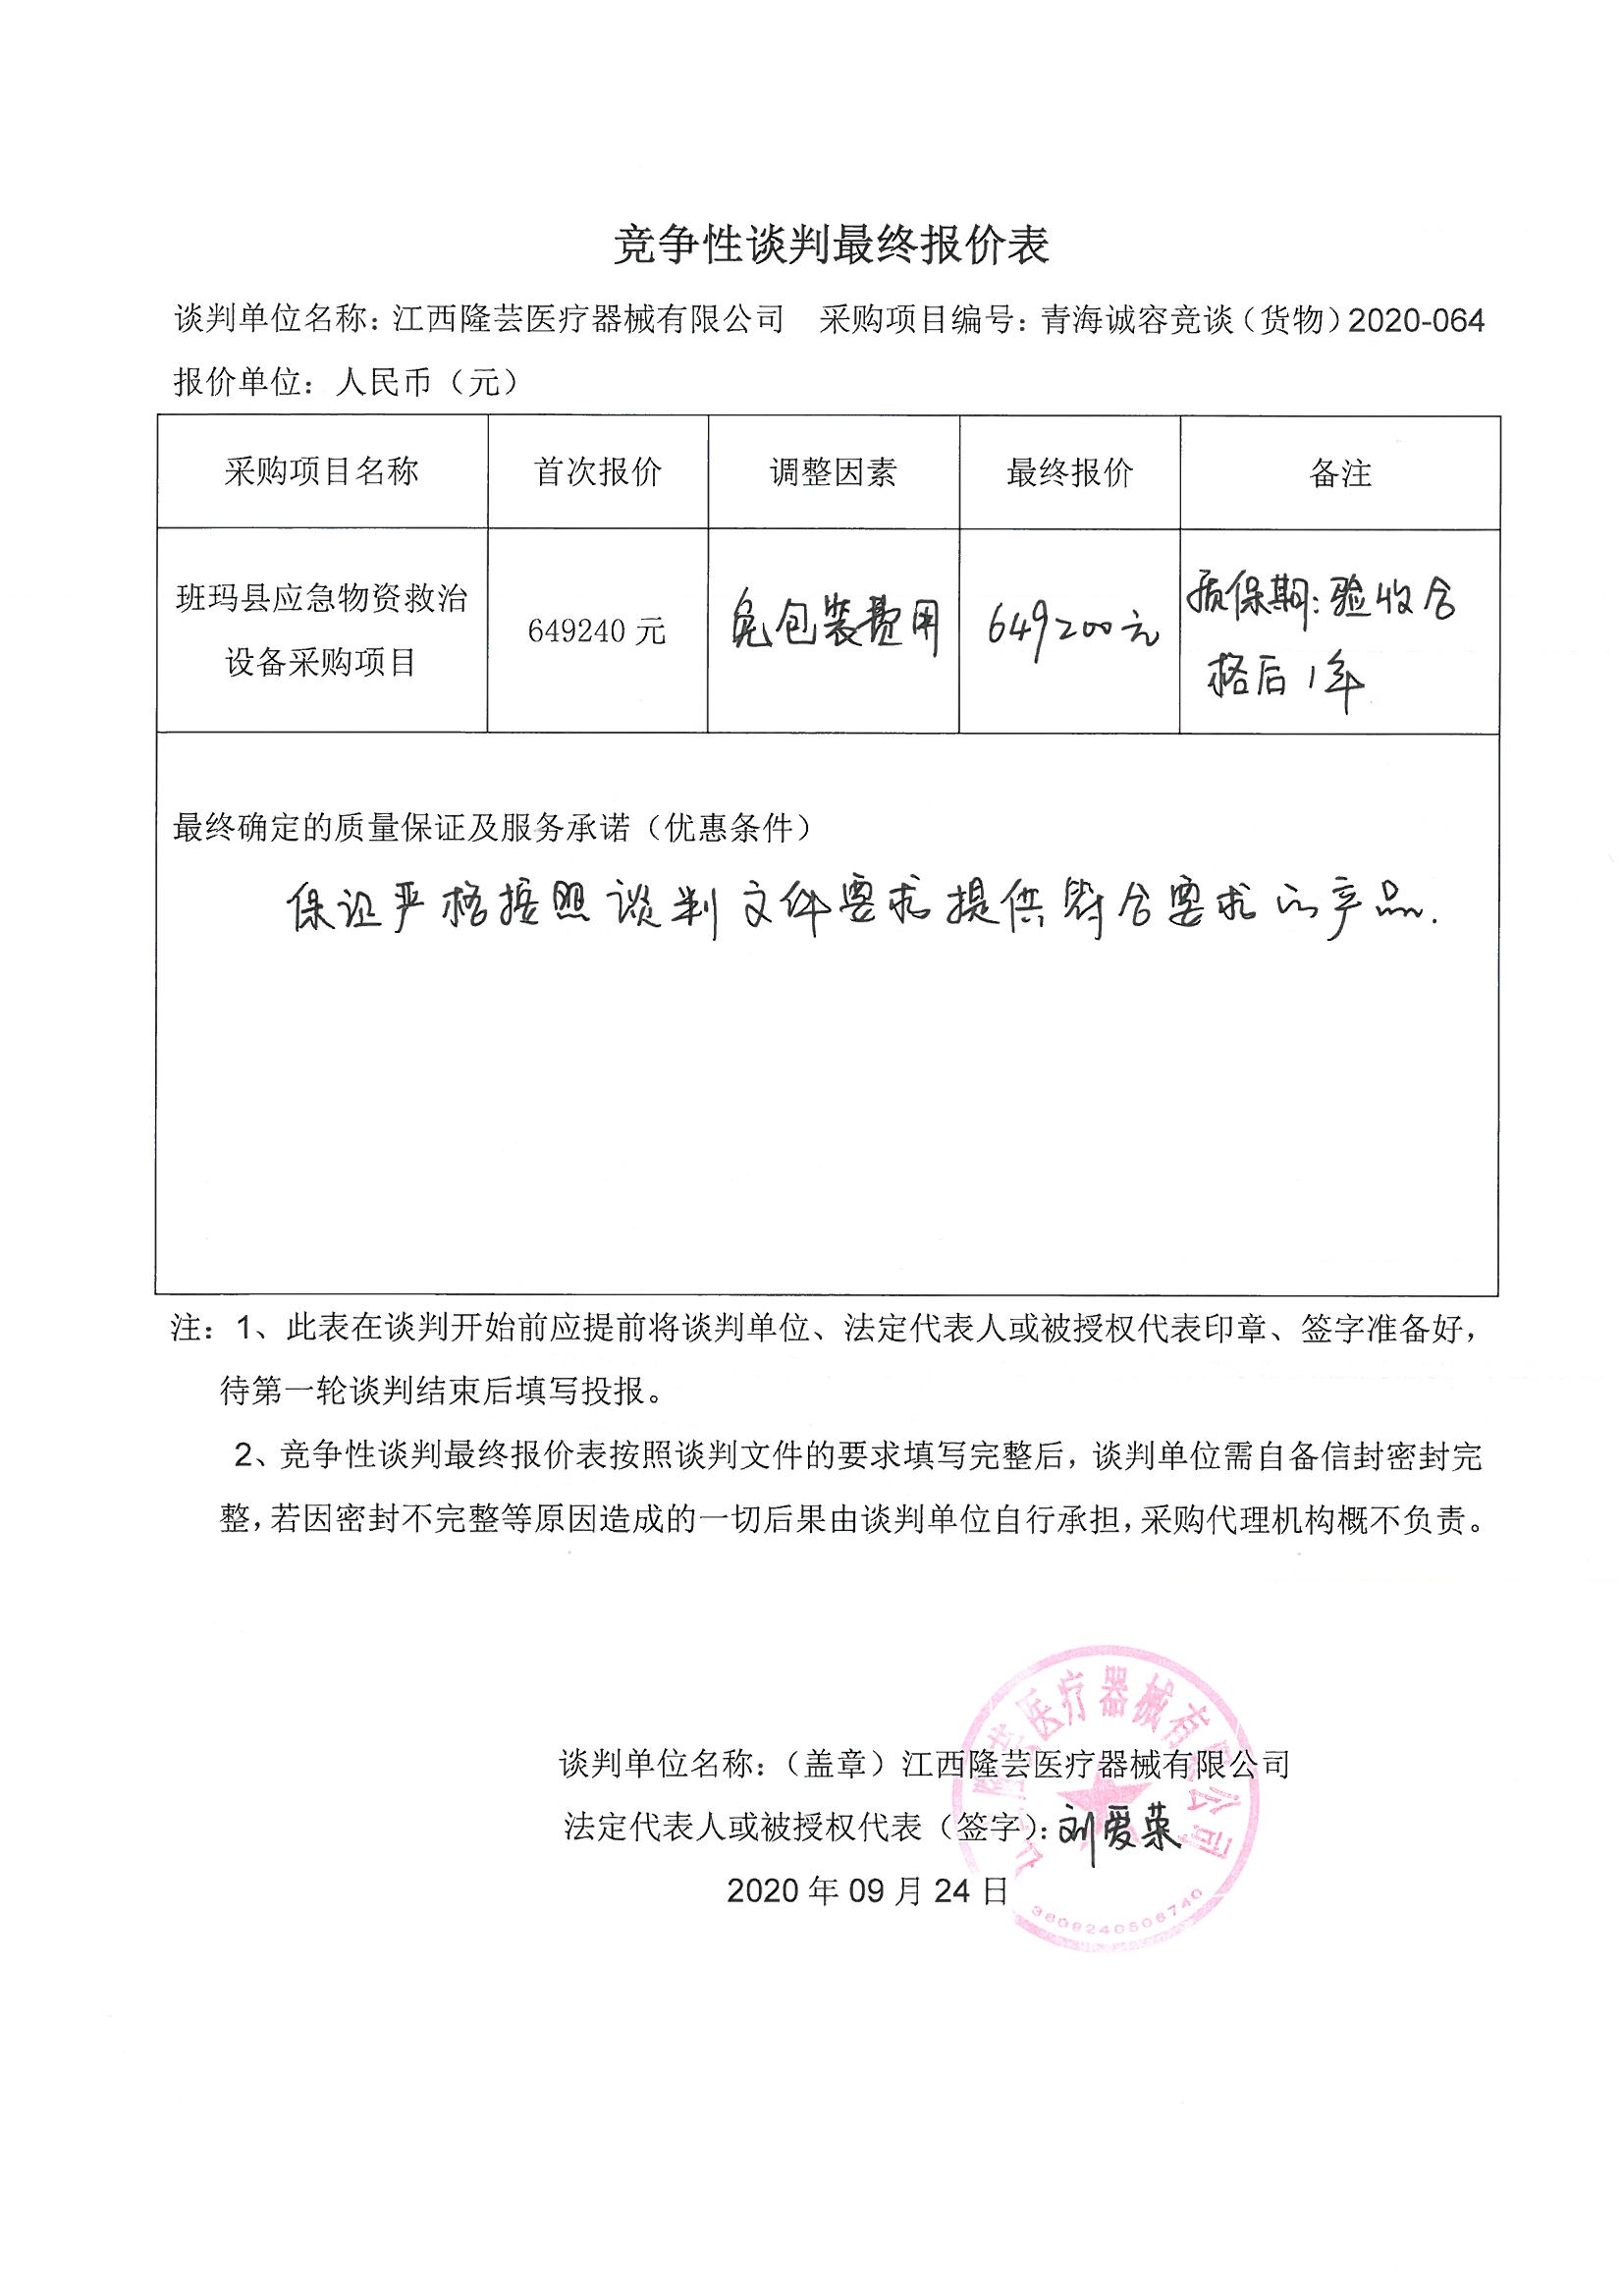 竞争性谈判最终报价表
谈判单位名称：江西隆芸医疗器械有限公司 采购项目编号：青海诚容竞谈（货物）2020-064
报价单位：人民币（元）
采购项目名称 首次报价 调整因素 最终报价 备注
班玛县应急物资救治
设备采购项目
649240 元
免包装费用
649200元
质保期：验收合
格后1年
最终确定的质量保证及服务承诺（优惠条件）
保证严格按照谈判文件要求提供符合要求的产品.
注：1、此表在谈判开始前应提前将谈判单位、法定代表人或被授权代表印章、签字准备好，
待第一轮谈判结束后填写投报。
2、竞争性谈判最终报价表按照谈判文件的要求填写完整后，谈判单位需自备信封密封完
整，若因密封不完整等原因造成的一切后果由谈判单位自行承担，采购代理机构概不负责。
谈判单位名称：（盖章）江西隆芸医疗器械有限公司
法定代表人或被授权代表（签字）：刘爱荣
2020 年 09 月 24 日
隆芸医疗器械有限公司
3609240506740